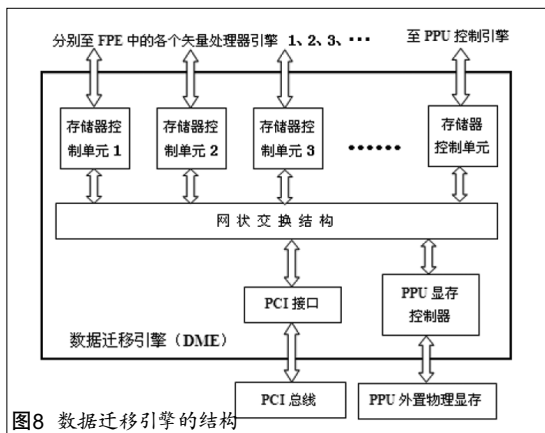 分别至 FPE 中的各个矢量处理器引擎 1、2、3、… 至 PPU 控制引擎
存储器控
制单元 1
存储器控
制单元 2
存储器控
制单元 3
……
存储器
控制单元
网状交换结构
PCI 接口
PPU 显存
控制器
数据迁移引擎（DME）
PCI 总线
PPU 外置物理显存
图8 数据迁移引擎的结构